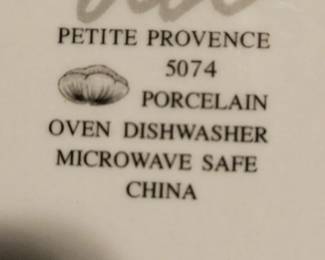 PETITE PROVENCE
5074
PORCELAIN
OVEN DISHWASHER
MICROWAVE SAFE
CHINA